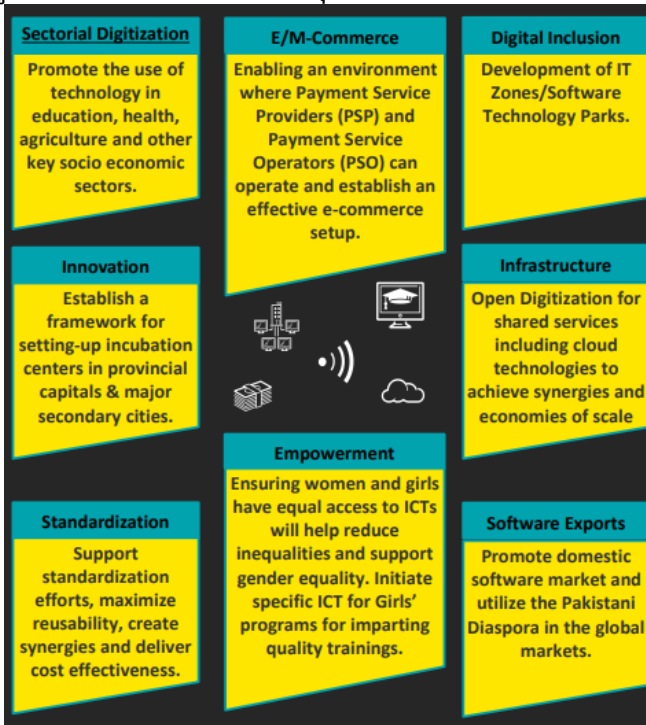 Sectorial Digitization
Promote the use of
technology in
education, health,
agriculture and other
key socio economic
sectors.
E/M-Commerce
Enabling an environment
where Payment Service
Providers (PSP) and
Payment Service
Operators (PSO) can
operate and establish an
effective e-commerce
setup.
Digital Inclusion
Development of IT
Zones/Software
Technology Parks.
Innovation
Establish a
framework for
setting-up incubation
centers in provincial
capitals & major
secondary cities.
Infrastructure
Open Digitization for
shared services
including cloud
technologies to
achieve synergies and
economies of scale
Standardization
Support
standardization
efforts, maximize
reusability, create
synergies and deliver
cost effectiveness.
Empowerment
Ensuring women and girls
have equal access to ICTs
will help reduce
inequalities and support
gender equality. Initiate
specific ICT for Girls’
programs for imparting
quality trainings.
Software Exports
Promote domestic
software market and
utilize the Pakistani
Diaspora in the global
markets.